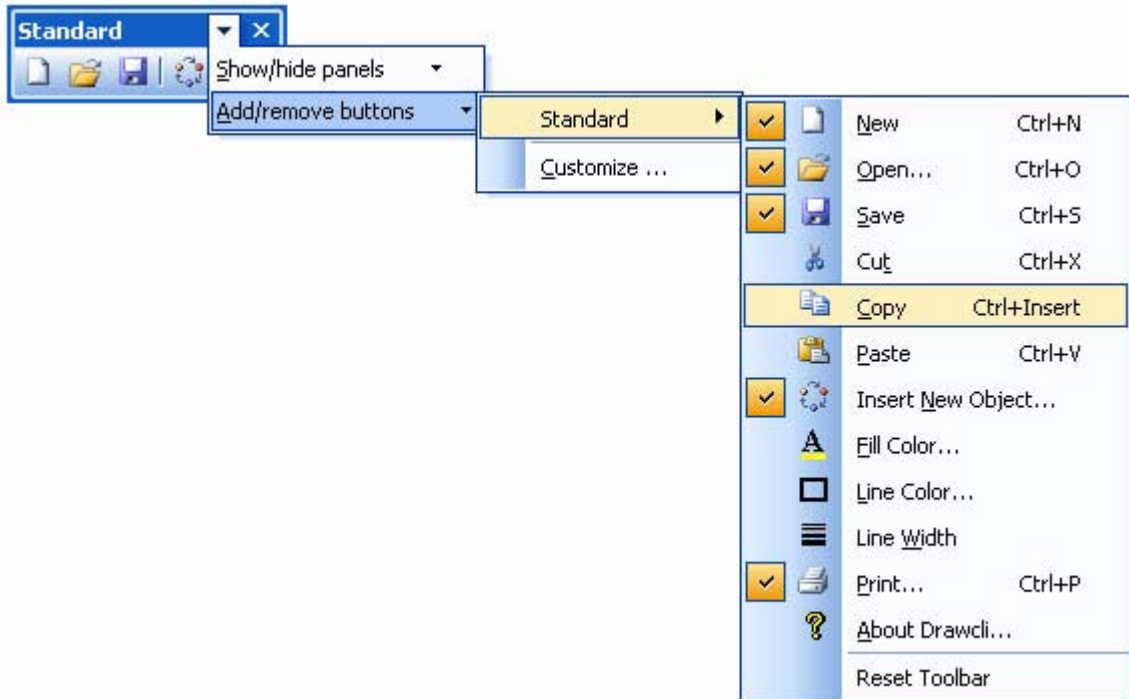 Standard
Show/hide panels
Add/remove buttons
Standard
Customize ...
New Ctrl+N
Open... Ctrl+O
Save Ctrl+S
Cut Ctrl+X
Copy Ctrl+Insert
Paste Ctrl+V
Insert New Object...
Fill Color...
Line Color...
Line Width
Print... Ctrl+P
About Drawcli...
Reset Toolbar